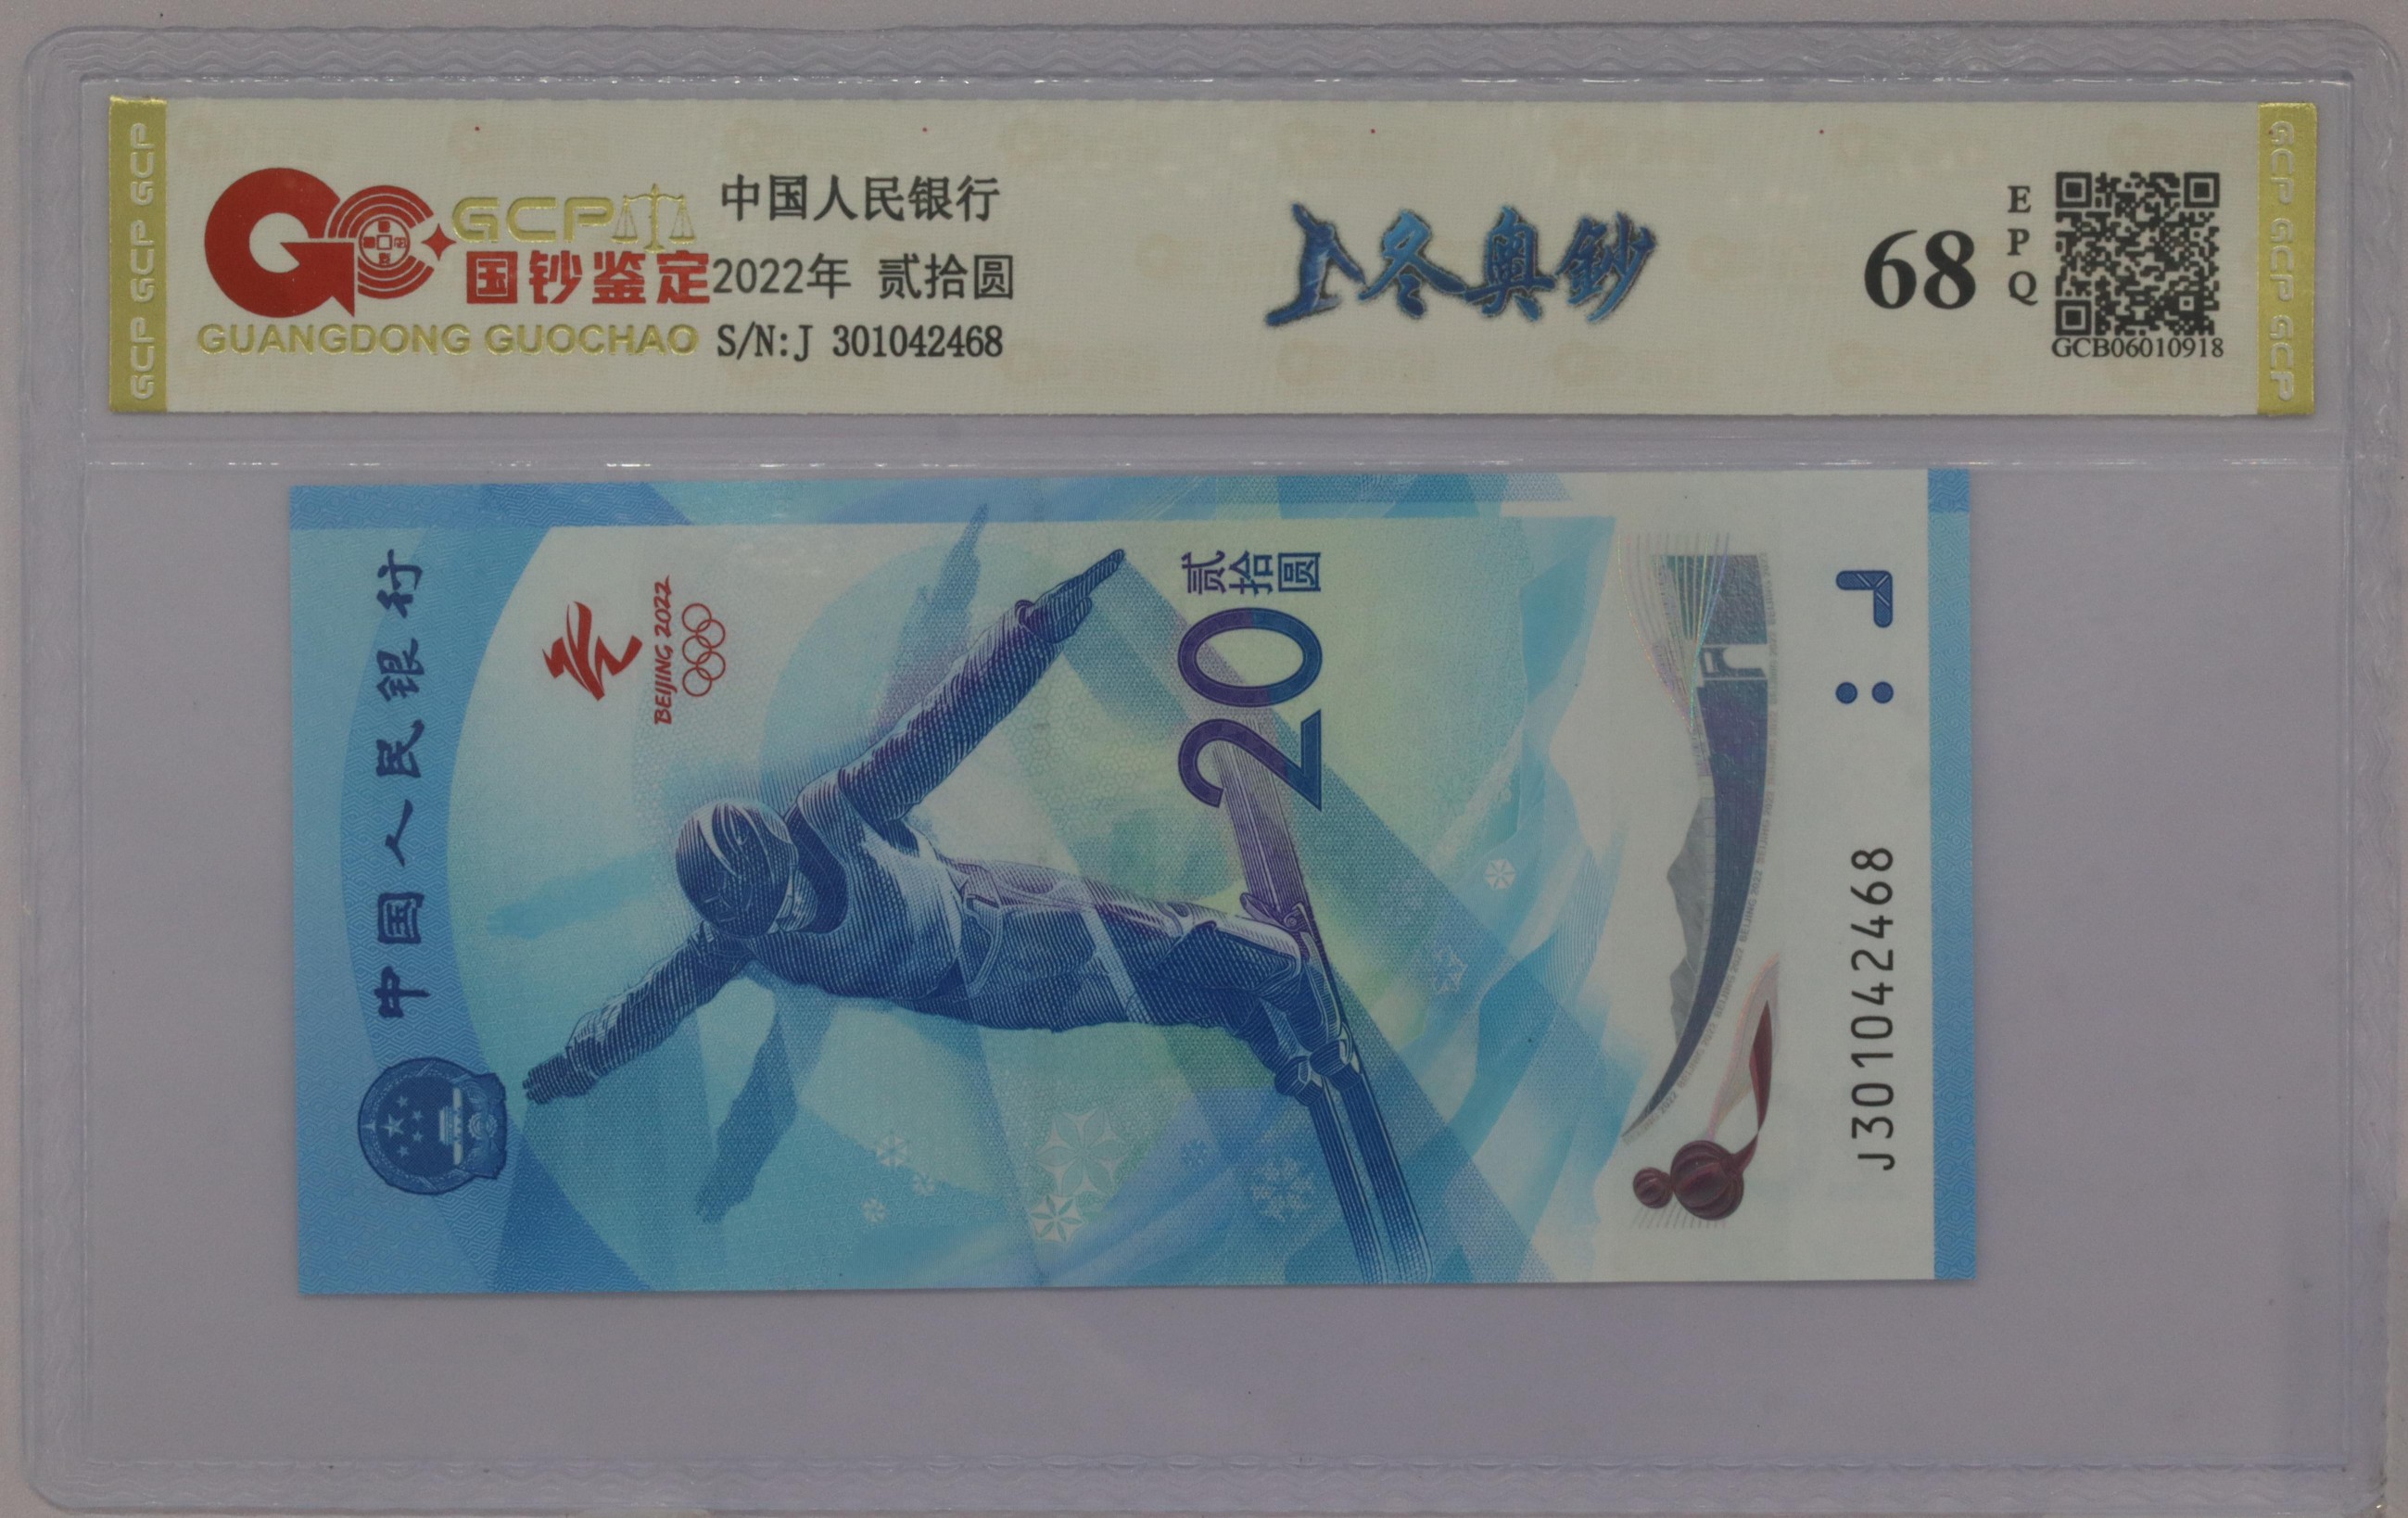 GCP GCP GCP
GCP
国钞鉴定
GUANGDONG GUOCHAO
中国人民银行
2022年 贰拾圆
S/N:J 301042468
冬奥鈔
68
EPQ
GCB06010918
GCP GCP GCP
中国人民银行
BEIJING 2022
贰拾圆
20
J301042468